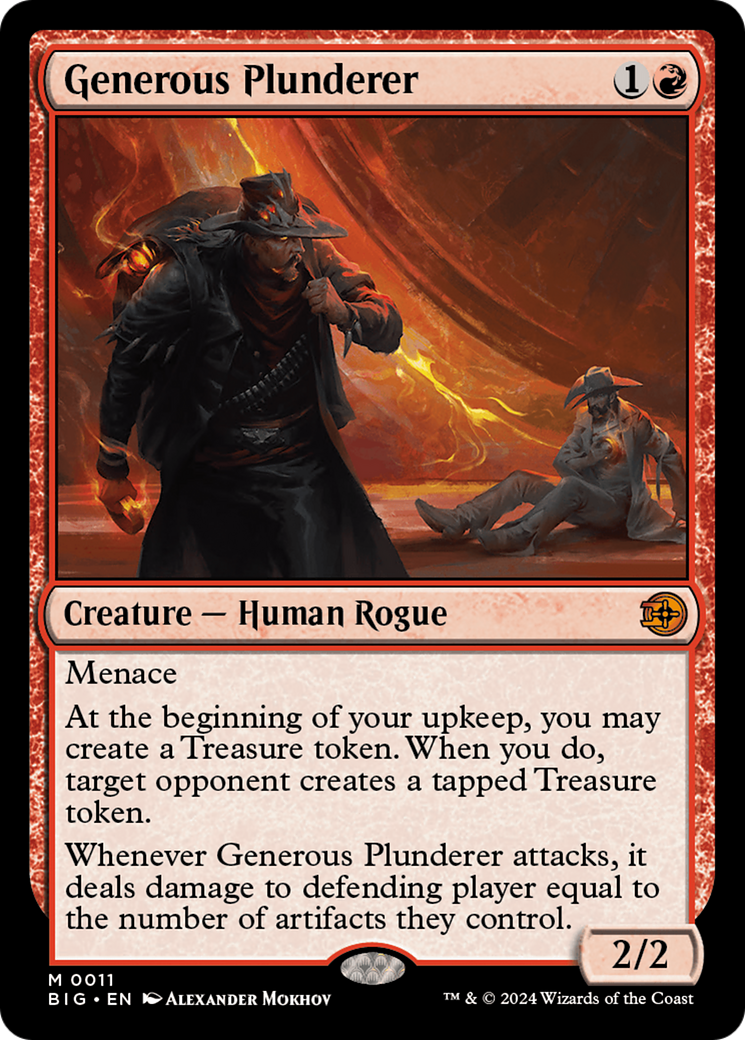 Generous Plunderer 1
Creature — Human Rogue
Menace
At the beginning of your upkeep, you may
create a Treasure token. When you do,
target opponent creates a tapped Treasure
token.
Whenever Generous Plunderer attacks, it
deals damage to defending player equal to
the number of artifacts they control.
2/2
M 0011
BIG • EN Alexander Mokhov
™ & © 2024 Wizards of the Coast